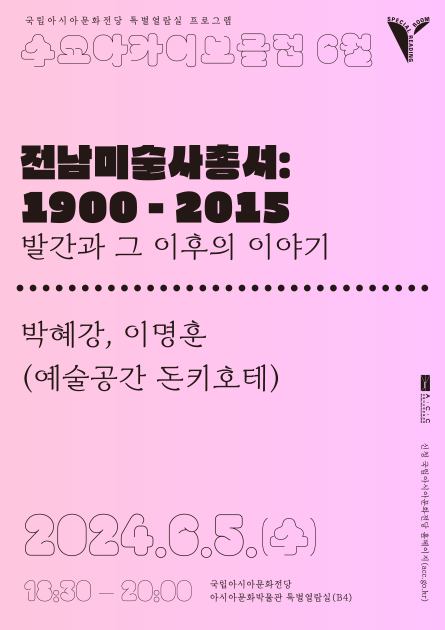 국립아시아문화전당 특별열람실 프로그램
수요아카이브클럽 6월
SPECIAL READING ROOM
전남미술사총서:
1900 - 2015
발간과 그 이후의 이야기
박혜강, 이명훈
(예술공간 돈키호테)
A C C
신청 국립아시아문화전당 홈페이지(acc.go.kr)
2024.6.5.(수)
18:30 — 20:00
국립아시아문화전당
아시아문화박물관 특별열람실(B4)